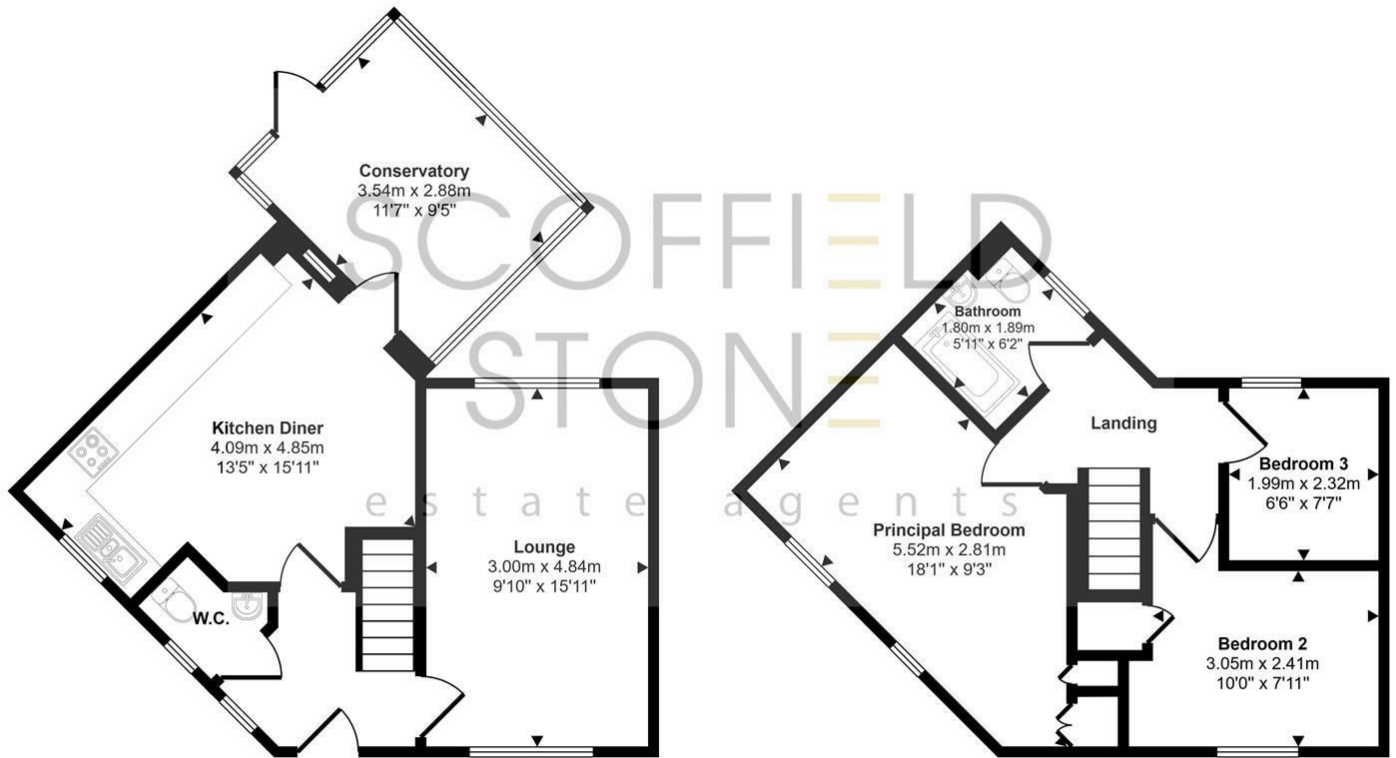 Conservatory
3.54m x 2.88m
11'7" x 9'5"
SCOFFIELD
STONE
estate agents
Kitchen Diner
4.09m x 4.85m
13'5" x 15'11"
Lounge
3.00m x 4.84m
9'10" x 15'11"
W.C.
Bathroom
1.80m x 1.89m
5'11" x 6'2"
Landing
Bedroom 3
1.99m x 2.32m
6'6" x 7'7"
Principal Bedroom
5.52m x 2.81m
18'1" x 9'3"
Bedroom 2
3.05m x 2.41m
10'0" x 7'11"